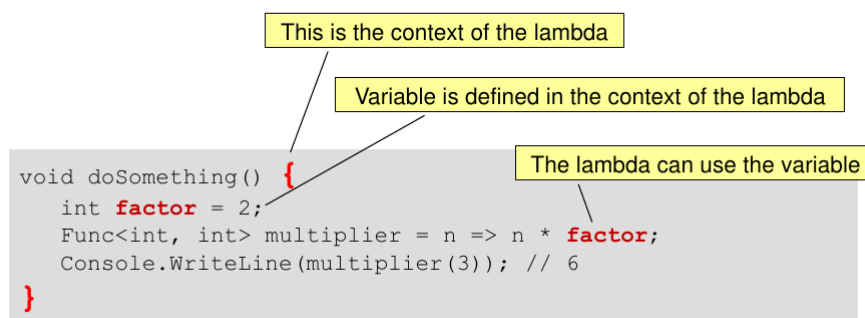 This is the context of the lambda
Variable is defined in the context of the lambda
The lambda can use the variable
void doSomething() {
int factor = 2;
Func<int, int> multiplier = n => n * factor;
Console.WriteLine(multiplier(3)); // 6
}